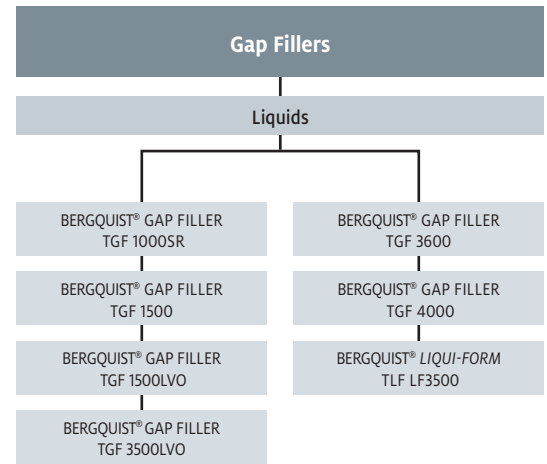 Gap Fillers
Liquids
BERGQUIST® GAP FILLER
TGF 1000SR
BERGQUIST® GAP FILLER
TGF 1500
BERGQUIST® GAP FILLER
TGF 1500LVO
BERGQUIST® GAP FILLER
TGF 3500LVO
BERGQUIST® GAP FILLER
TGF 3600
BERGQUIST® GAP FILLER
TGF 4000
BERGQUIST® LIQUI-FORM
TLF LF3500